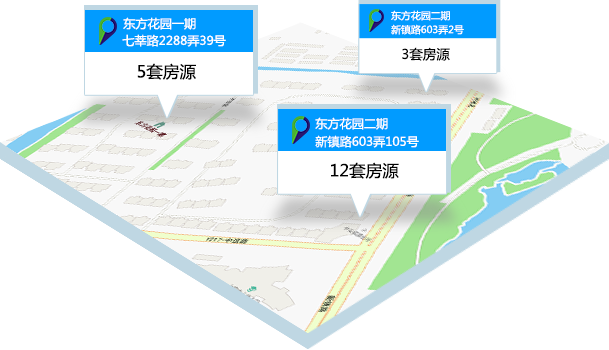 东方花园一期
七莘路2288弄39号
5套房源
东方花园二期
新镇路603弄2号
3套房源
东方花园二期
新镇路603弄105号
12套房源